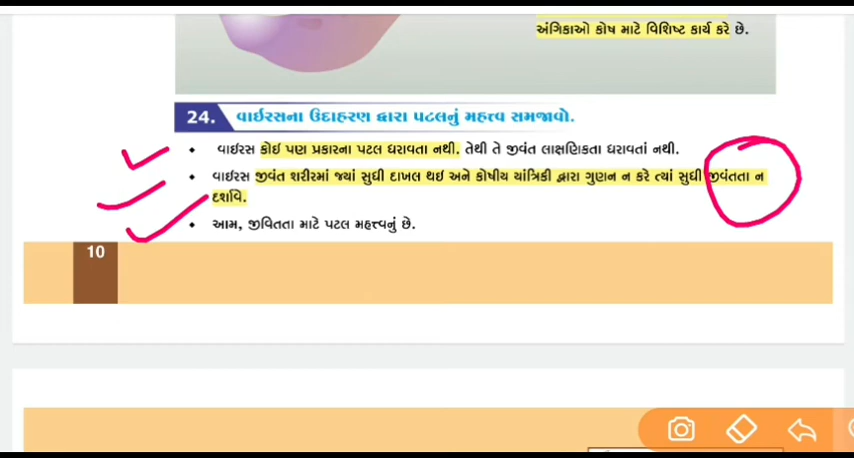 અંગિકાઓ કોષ માટે વિશિષ્ટ કાર્ય કરે છે.
24. વાઈરસના ઉદાહરણ દ્વારા પટલનું મહત્ત્વ સમજાવો.
• વાઈરસ કોઈ પણ પ્રકારના પટલ ધરાવતા નથી. તેથી તે જીવંત લાક્ષણિકતા ધરાવતાં નથી.
• વાઈરસ જીવંત શરીરમાં જ્યાં સુધી દાખલ થઈ અને કોષીય યાંત્રિકી દ્વારા ગુણન ન કરે ત્યાં સુધી જીવંતતા ન
દર્શાવે.
• આમ, જીવિતતા માટે પટલ મહત્ત્વનું છે.
10